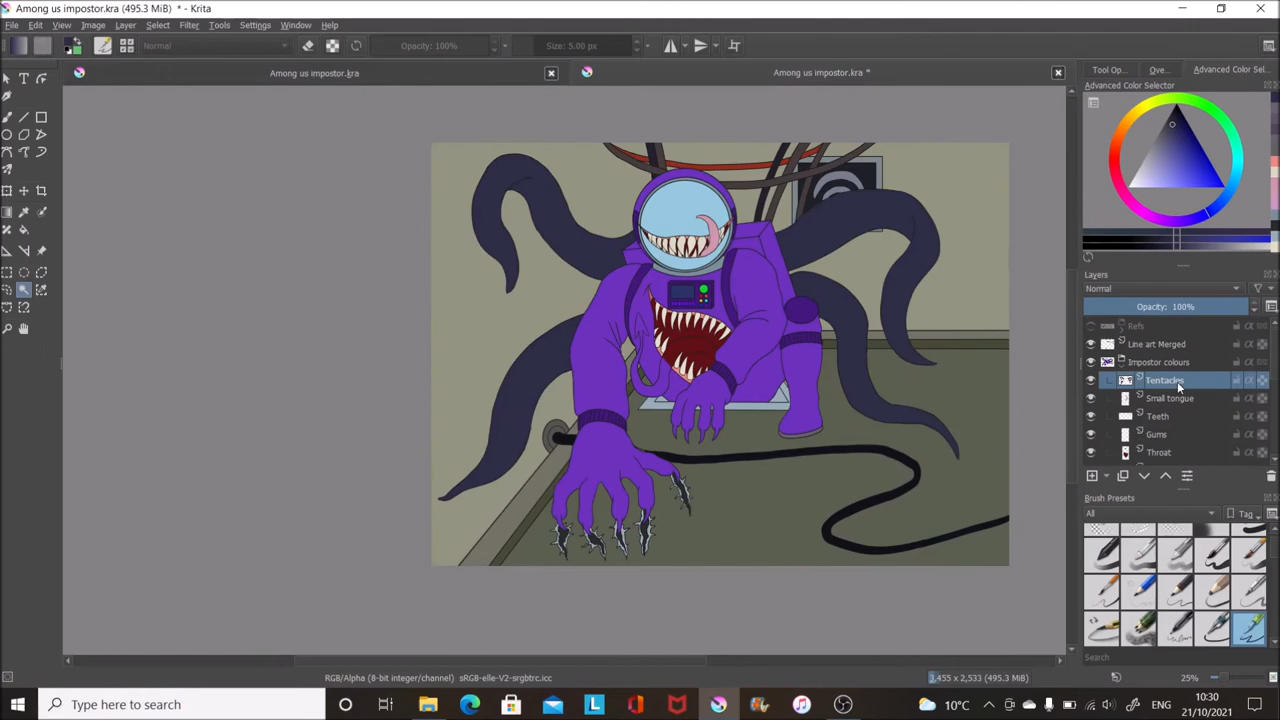 Among us impostor.kra (495.3 MiB) * - Krita
File Edit View Image Layer Select Filter Tools Settings Window Help
Normal Opacity: 100% Size: 5.00 px
Among us impostor.kra
Among us impostor.kra *
Tool Op... Ove... Advanced Color Sel...
Advanced Color Selector
Layers
Normal
Opacity: 100%
Refs
Line art Merged
Impostor colours
Tentacles
Small tongue
Teeth
Gums
Throat
Brush Presets
All Tag
Search
RGB/Alpha (8-bit integer/channel) sRGB-elle-V2-srgbtrc.icc
3,455 x 2,533 (495.3 MiB)
25%
Type here to search
10°C
10:30
21/10/2021